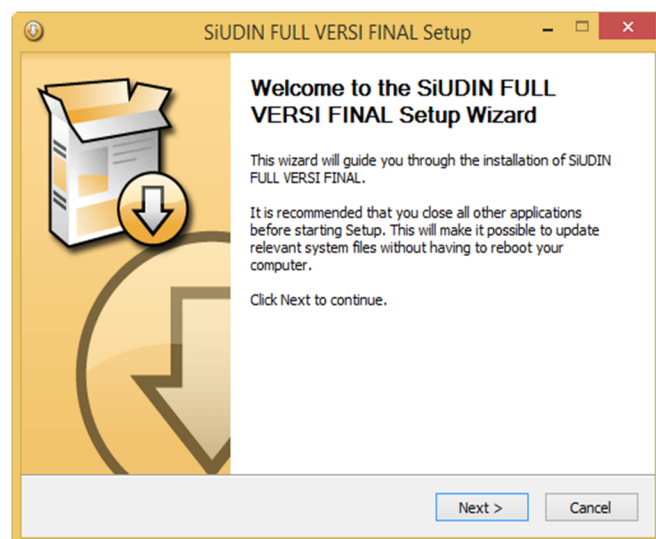 SiUDIN FULL VERSI FINAL Setup
Welcome to the SiUDIN FULL
VERSI FINAL Setup Wizard
This wizard will guide you through the installation of SiUDIN
FULL VERSI FINAL.
It is recommended that you close all other applications
before starting Setup. This will make it possible to update
relevant system files without having to reboot your
computer.
Click Next to continue.
Next >
Cancel